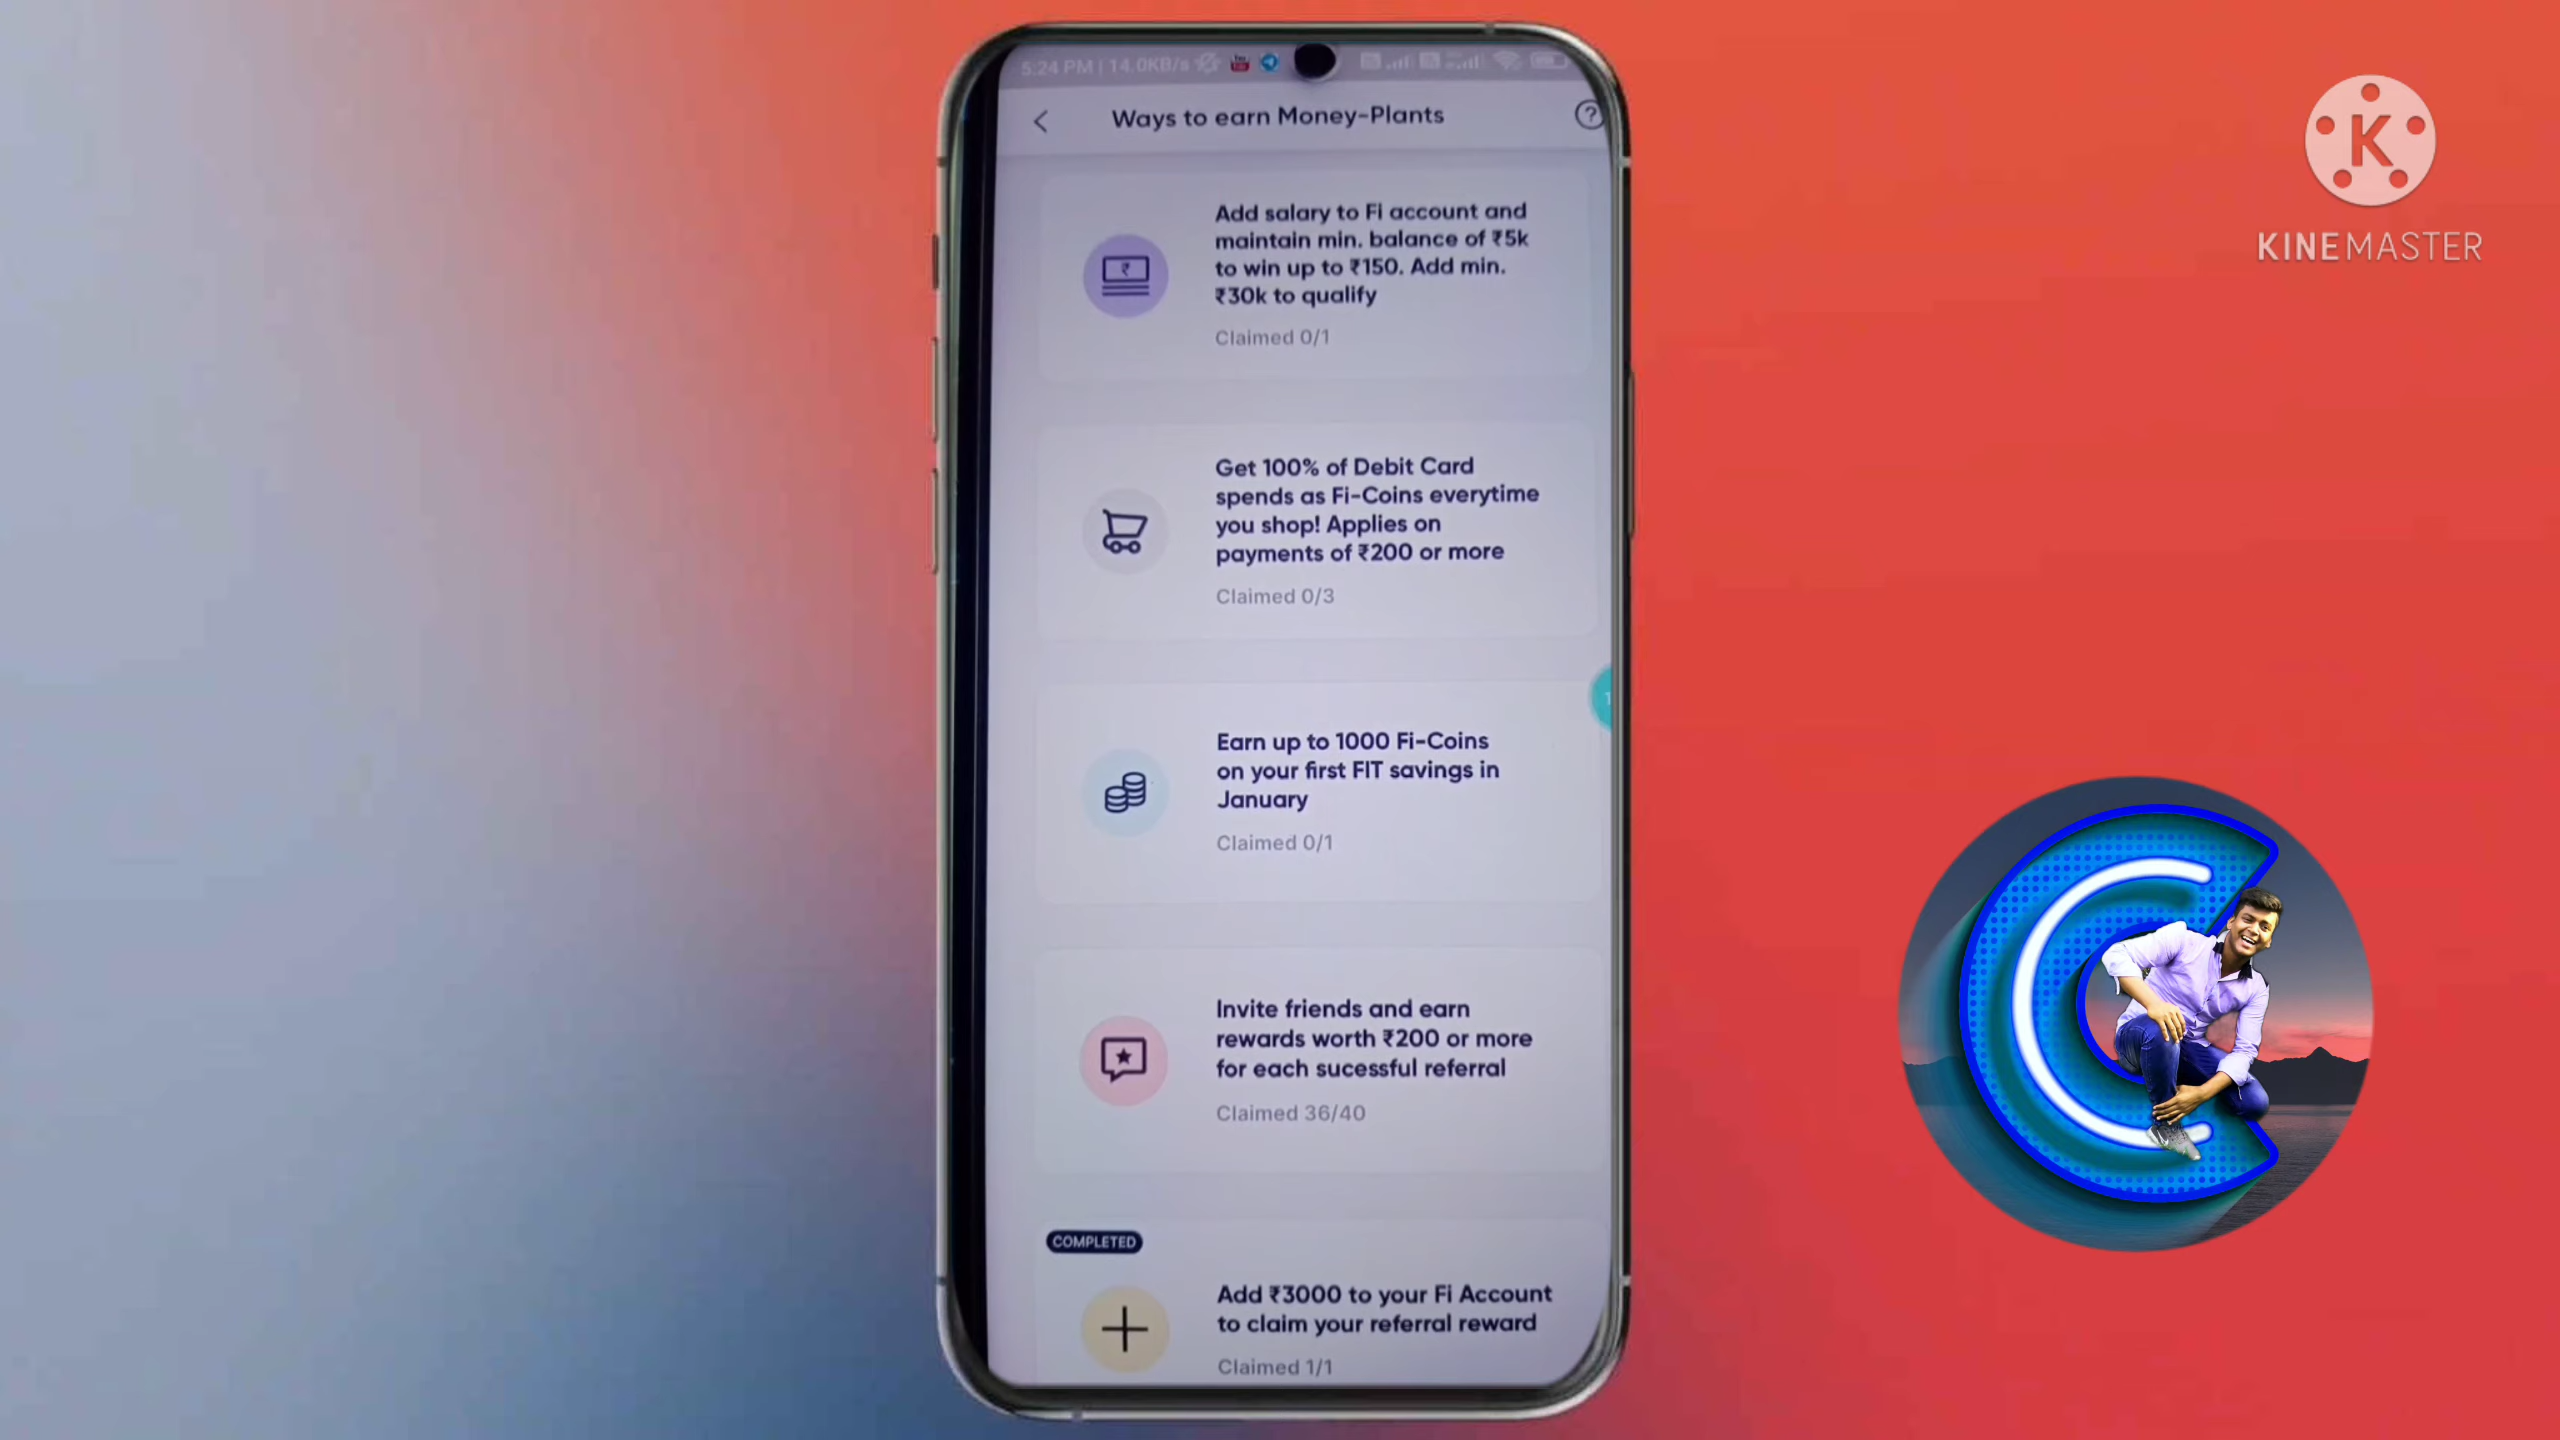 5:24 PM | 14.0KB/s
Ways to earn Money-Plants
Add salary to Fi account and
maintain min. balance of ₹5k
to win up to ₹150. Add min.
₹30k to qualify
Claimed 0/1
Get 100% of Debit Card
spends as Fi-Coins everytime
you shop! Applies on
payments of ₹200 or more
Claimed 0/3
Earn up to 1000 Fi-Coins
on your first FIT savings in
January
Claimed 0/1
Invite friends and earn
rewards worth ₹200 or more
for each sucessful referral
Claimed 36/40
COMPLETED
Add ₹3000 to your Fi Account
to claim your referral reward
Claimed 1/1
K
KINEMASTER